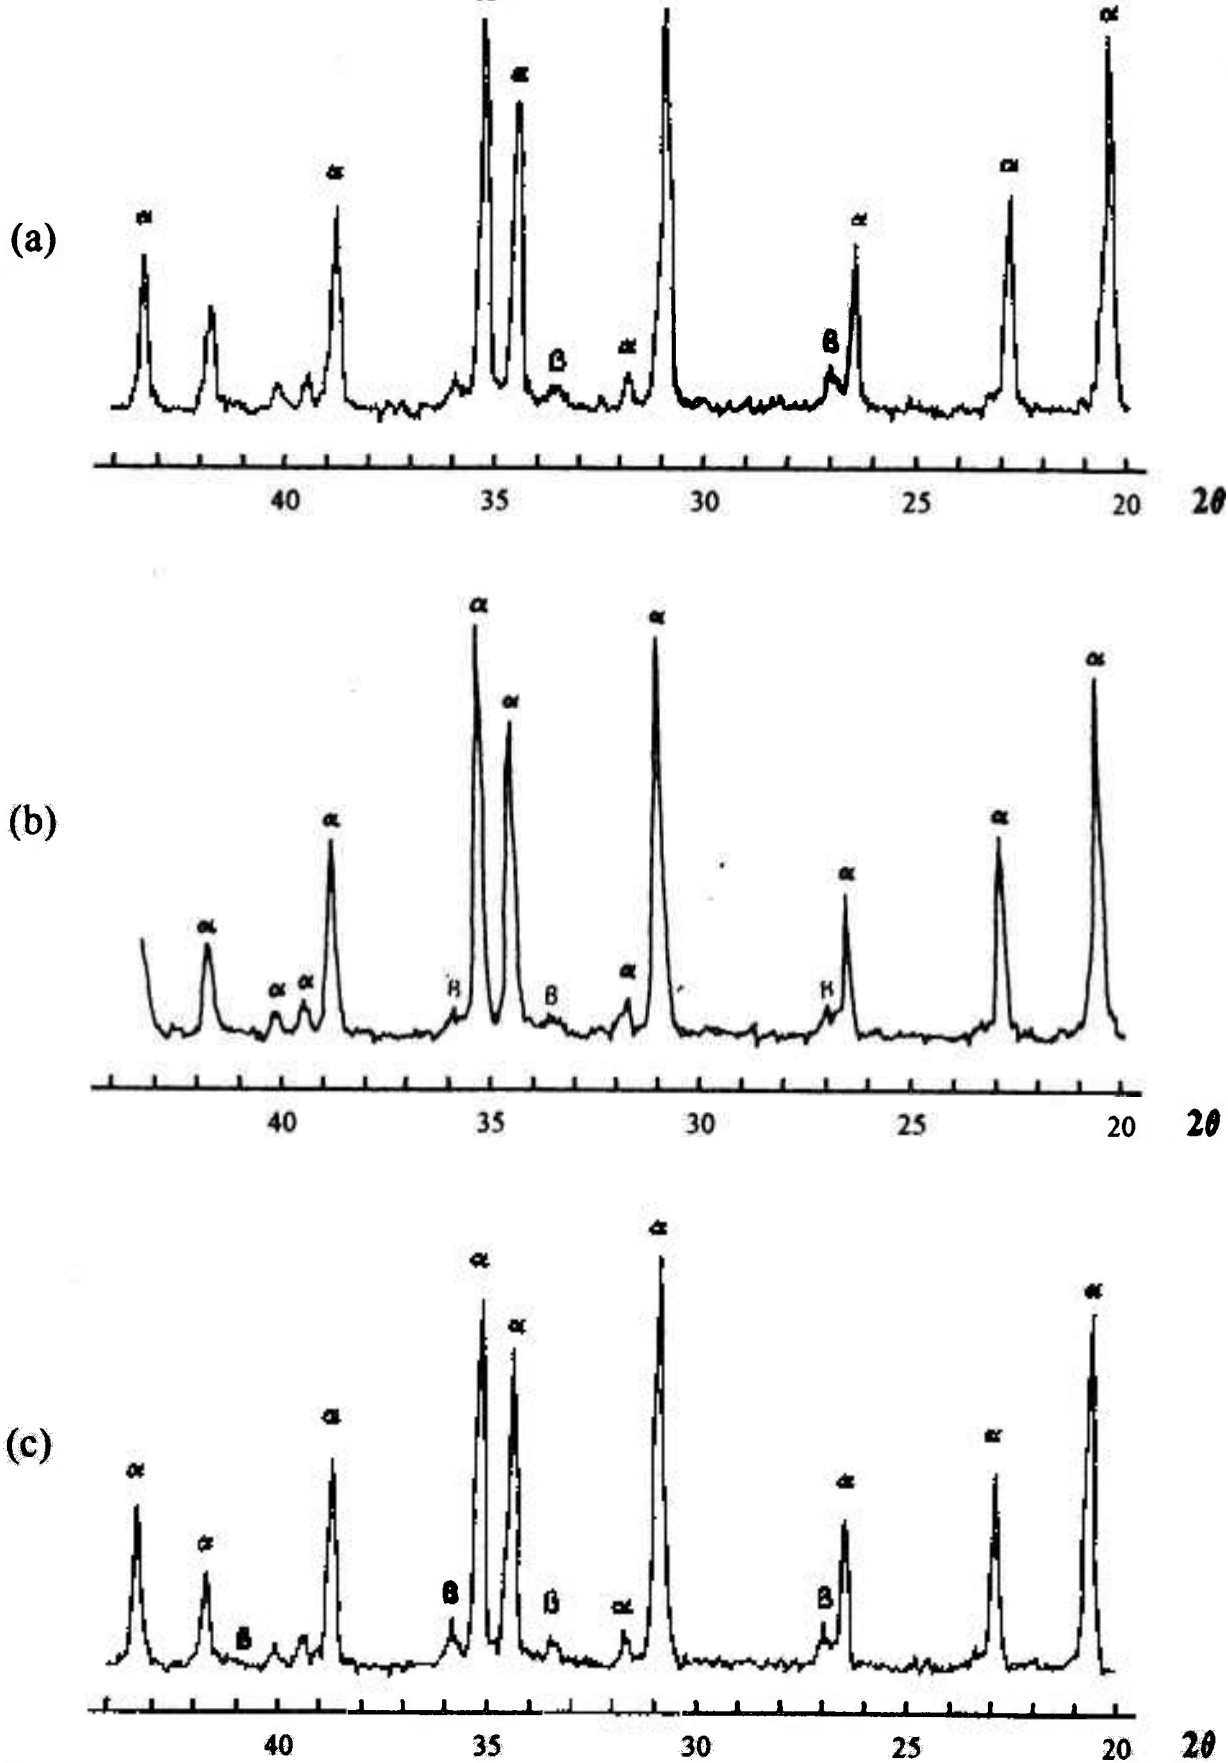 α
α α α α α β α α β α α
(a)
40 35 30 25 20 2θ
α α α α α α β α α α α α
(b)
40 35 30 25 20 2θ
α α β α β α α β α α β α α α
(c)
40 35 30 25 20 2θ